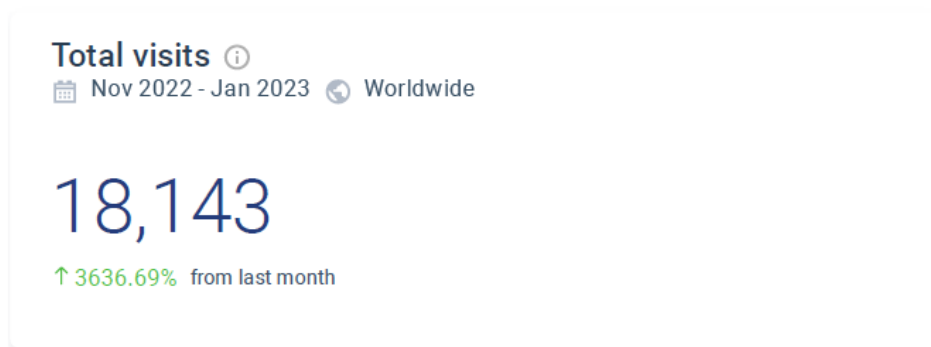 Total visits
Nov 2022 - Jan 2023 Worldwide
18,143
↑ 3636.69% from last month